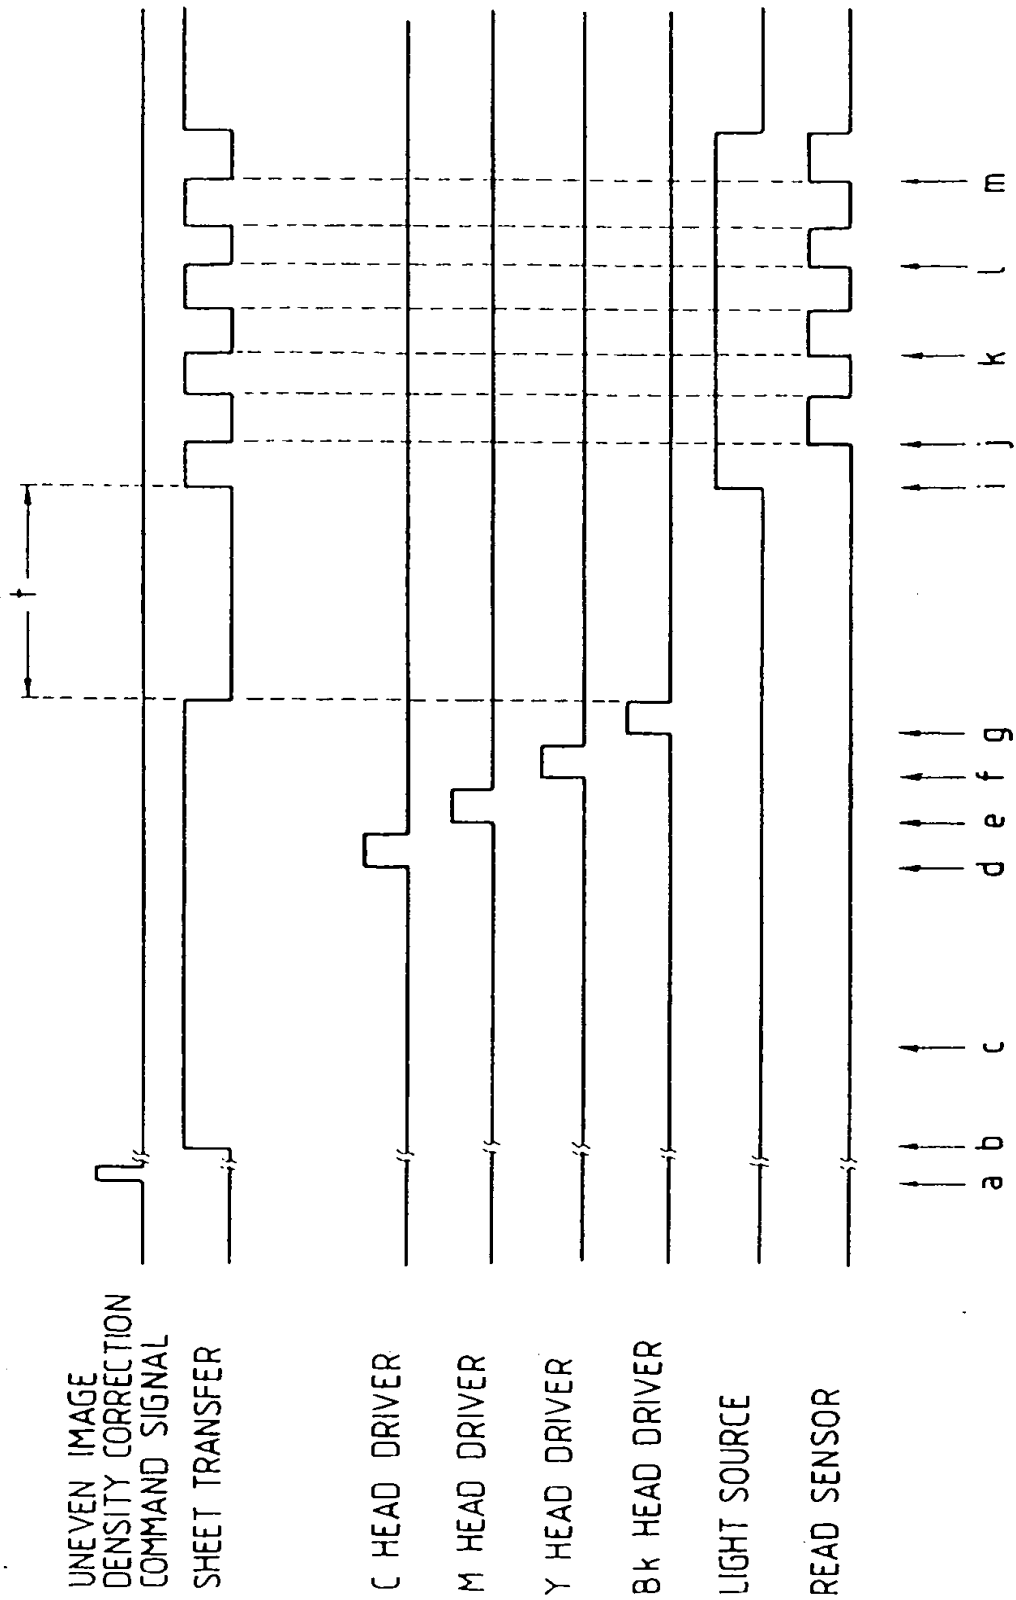 t
UNEVEN IMAGE
DENSITY CORRECTION
COMMAND SIGNAL
SHEET TRANSFER
C HEAD DRIVER
M HEAD DRIVER
Y HEAD DRIVER
Bk HEAD DRIVER
LIGHT SOURCE
READ SENSOR
a b c d e f g i j k l m